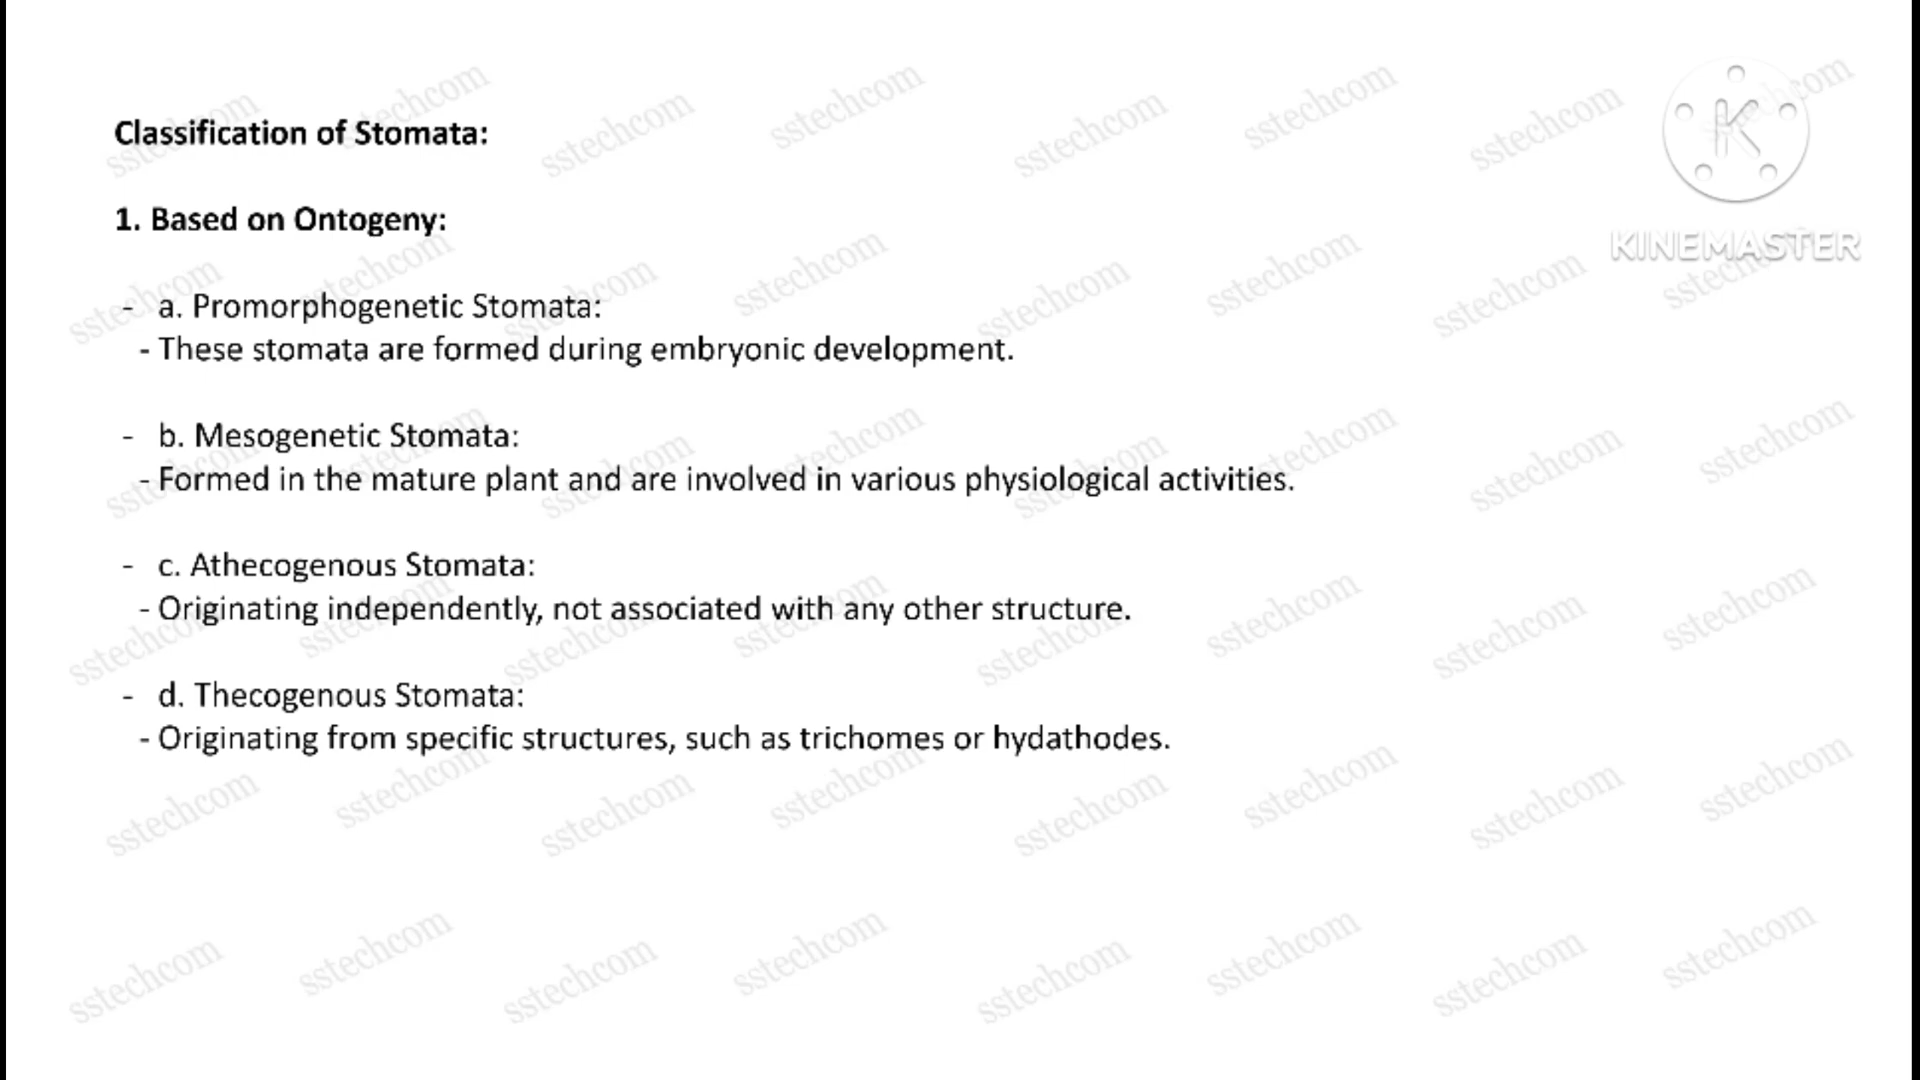 Classification of Stomata:
1. Based on Ontogeny:
- a. Promorphogenetic Stomata:
- These stomata are formed during embryonic development.
- b. Mesogenetic Stomata:
- Formed in the mature plant and are involved in various physiological activities.
- c. Athecogenous Stomata:
- Originating independently, not associated with any other structure.
- d. Thecogenous Stomata:
- Originating from specific structures, such as trichomes or hydathodes.
K
KINEMASTER
sstechcom